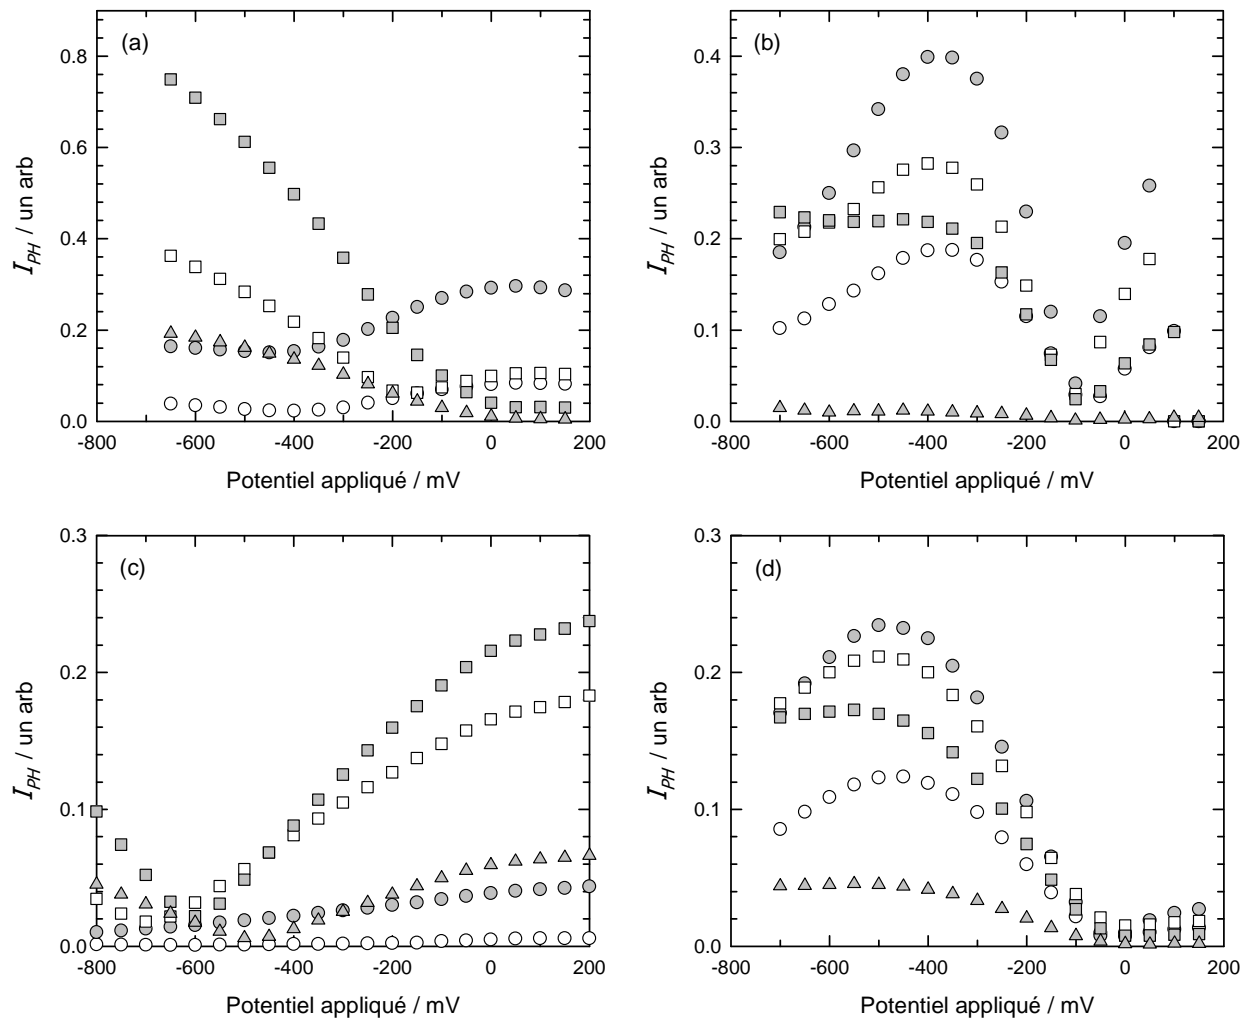 (a)
0.8
0.6
0.4
0.2
0.0
I_PH / un arb
-800 -600 -400 -200 0 200
Potentiel appliqué / mV
(b)
0.4
0.3
0.2
0.1
0.0
I_PH / un arb
-800 -600 -400 -200 0 200
Potentiel appliqué / mV
(c)
0.3
0.2
0.1
0.0
I_PH / un arb
-800 -600 -400 -200 0 200
Potentiel appliqué / mV
(d)
0.3
0.2
0.1
0.0
I_PH / un arb
-800 -600 -400 -200 0 200
Potentiel appliqué / mV